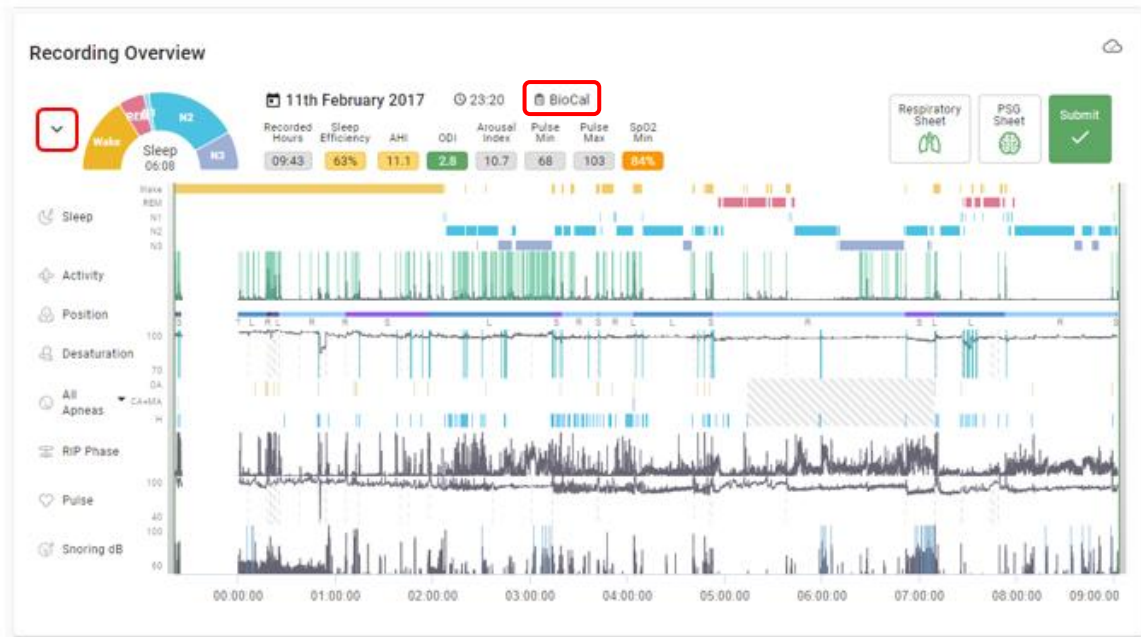 Recording Overview
11th February 2017 23:20 BioCal
Recorded Hours Sleep Efficiency AHI ODI Arousal Index Pulse Min Pulse Max SpO2 Min
09:43 63% 11.1 2.8 10.7 68 103 84%
Respiratory Sheet
PSG Sheet
Submit
Wake REM N2 N3
Sleep
06:08
Sleep
Wake
REM
N1
N2
N3
Activity
Position
S T L R L R R S L S R S R L L S R S L L R S
Desaturation
100
70
All Apneas
OA
CA+MA
H
RIP Phase
Pulse
100
40
Snoring dB
100
60
00:00:00 01:00:00 02:00:00 03:00:00 04:00:00 05:00:00 06:00:00 07:00:00 08:00:00 09:00:00